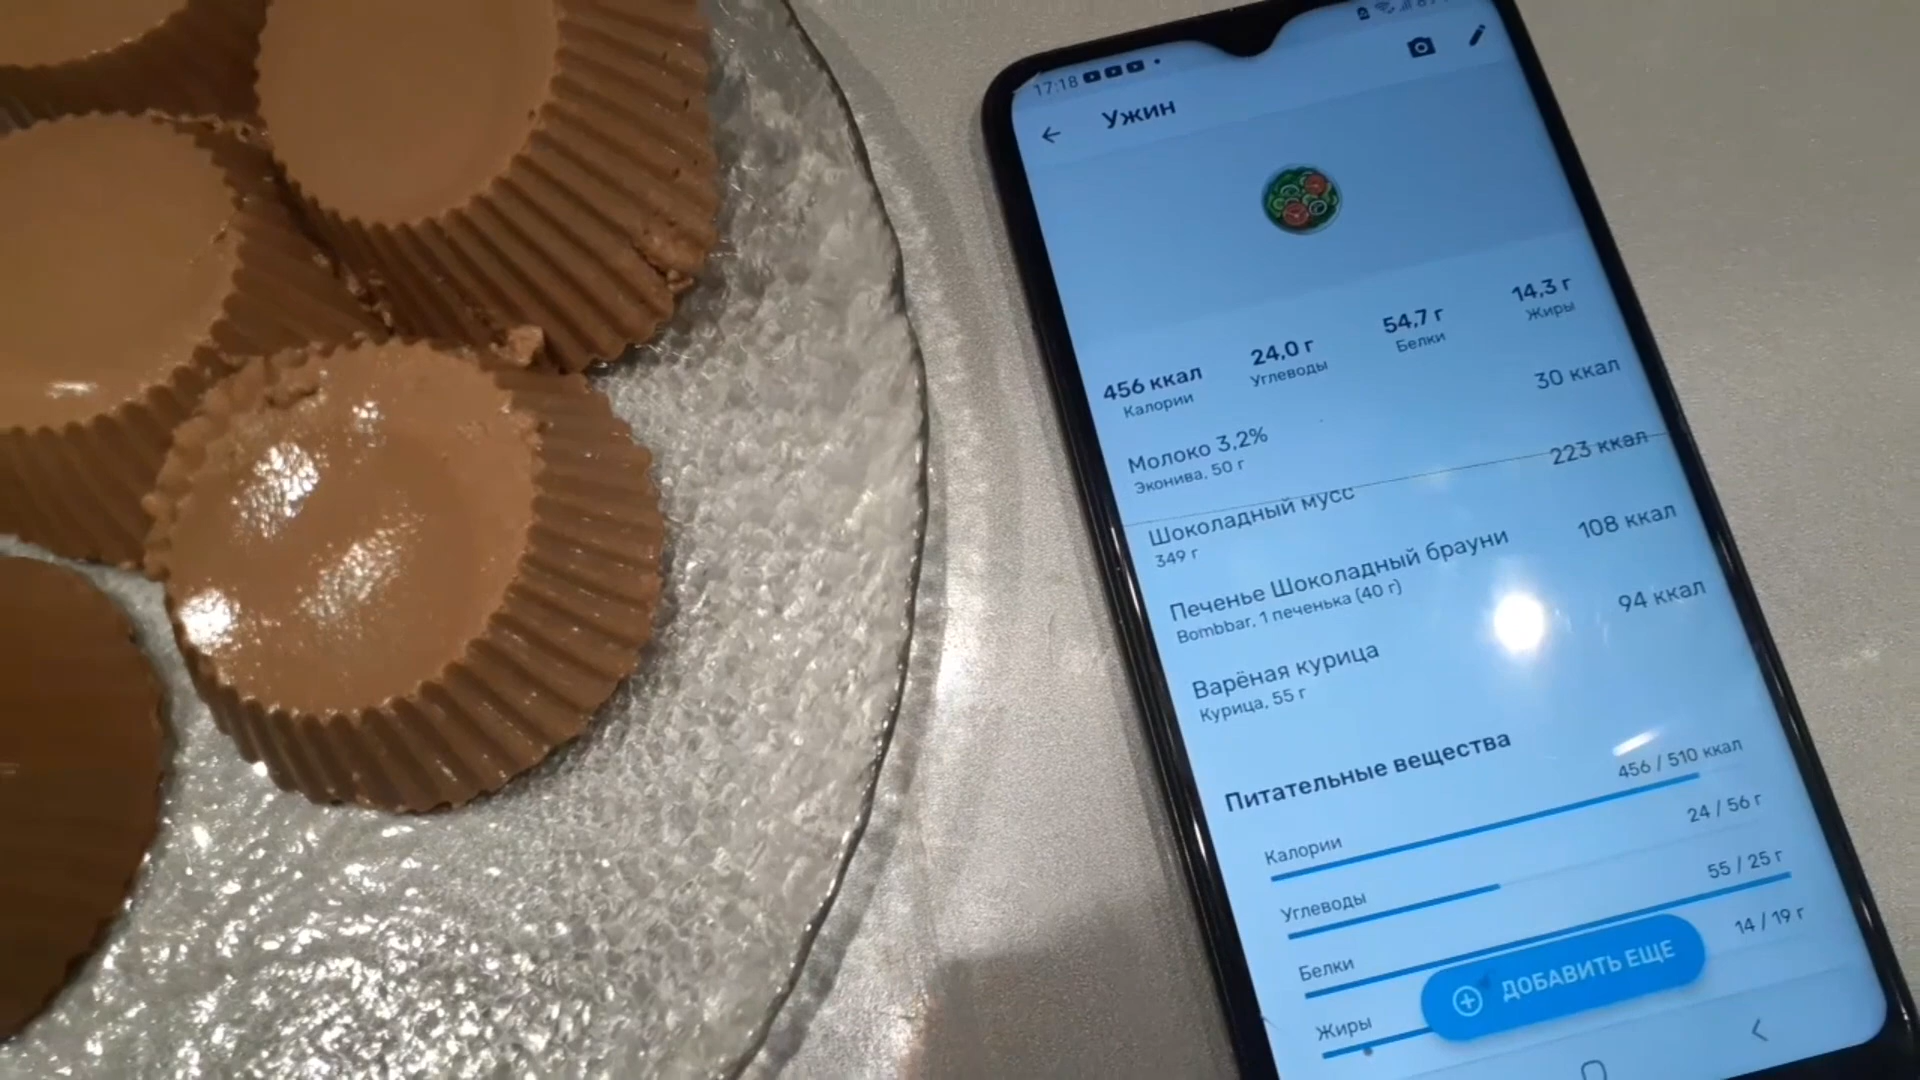 17:18
Ужин
456 ккал
Калории
24,0 г
Углеводы
54,7 г
Белки
14,3 г
Жиры
Молоко 3,2%
Эконива, 50 г
30 ккал
Шоколадный мусс
349 г
223 ккал
Печенье Шоколадный брауни
Bombbar, 1 печенька (40 г)
108 ккал
Варёная курица
Курица, 55 г
94 ккал
Питательные вещества
Калории
456 / 510 ккал
Углеводы
24 / 56 г
Белки
55 / 25 г
Жиры
14 / 19 г
ДОБАВИТЬ ЕЩЕ